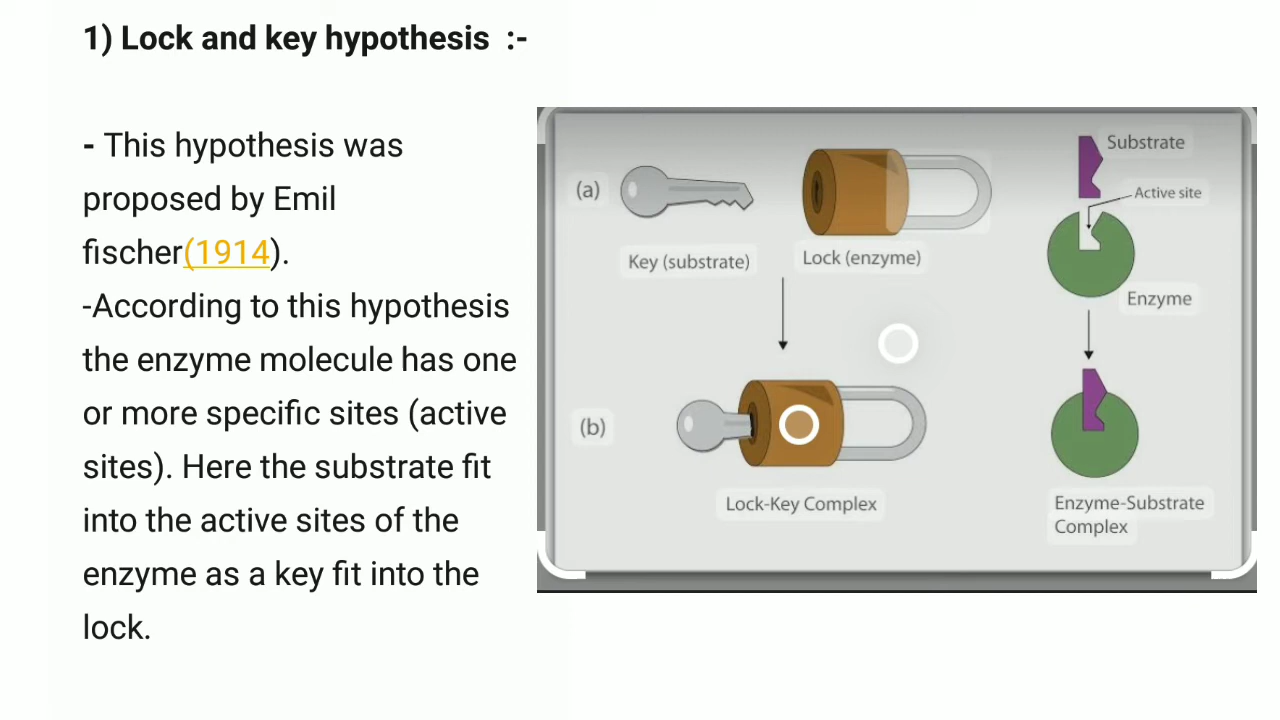 1) Lock and key hypothesis :-
- This hypothesis was
proposed by Emil
fischer(1914).
-According to this hypothesis
the enzyme molecule has one
or more specific sites (active
sites). Here the substrate fit
into the active sites of the
enzyme as a key fit into the
lock.
(a)
Key (substrate)
Lock (enzyme)
Substrate
Active site
Enzyme
(b)
Lock-Key Complex
Enzyme-Substrate
Complex